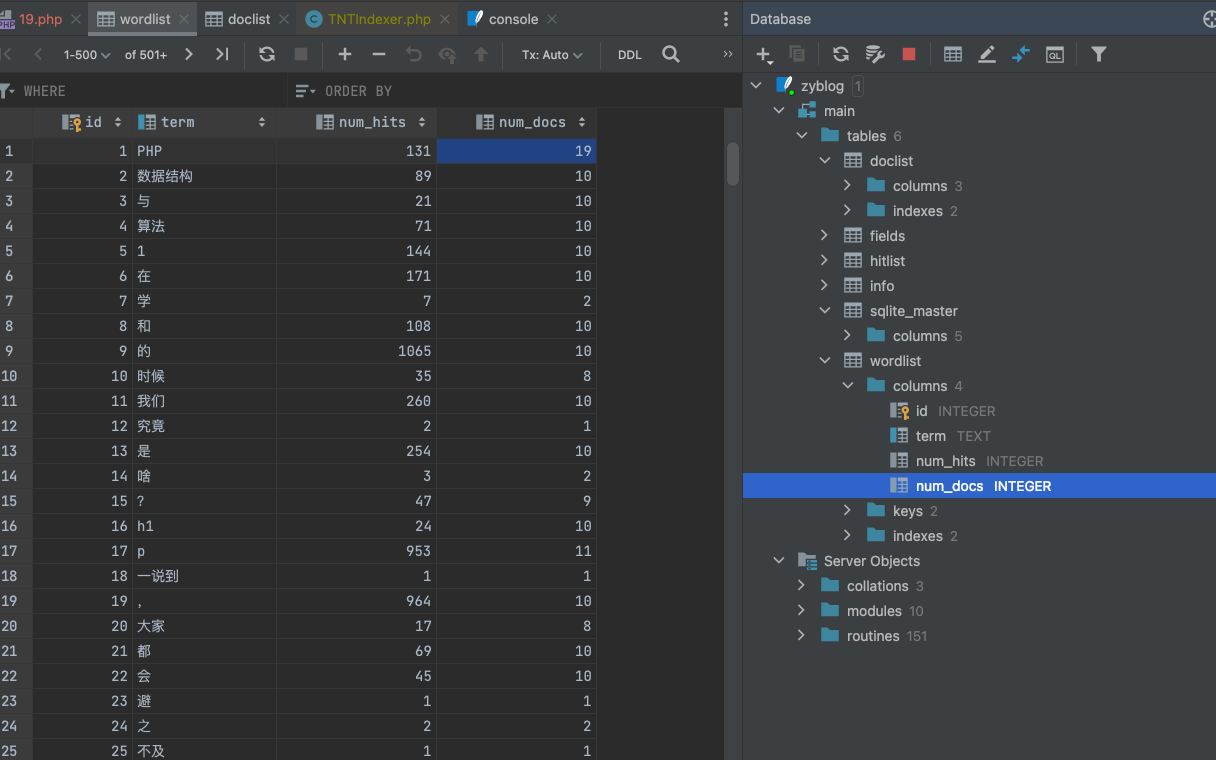 19.php wordlist doclist TNTIndexer.php console
1-500 of 501+ Tx: Auto DDL »
WHERE ORDER BY
id term num_hits num_docs
1 1 PHP 131 19
2 2 数据结构 89 10
3 3 与 21 10
4 4 算法 71 10
5 5 1 144 10
6 6 在 171 10
7 7 学 7 2
8 8 和 108 10
9 9 的 1065 10
10 10 时候 35 8
11 11 我们 260 10
12 12 究竟 2 1
13 13 是 254 10
14 14 啥 3 2
15 15 ? 47 9
16 16 h1 24 10
17 17 p 953 11
18 18 一说到 1 1
19 19 , 964 10
20 20 大家 17 8
21 21 都 69 10
22 22 会 45 10
23 23 避 1 1
24 24 之 2 2
25 25 不及 1 1
Database
QL
zyblog 1
main
tables 6
doclist
columns 3
indexes 2
fields
hitlist
info
sqlite_master
columns 5
wordlist
columns 4
id INTEGER
term TEXT
num_hits INTEGER
num_docs INTEGER
keys 2
indexes 2
Server Objects
collations 3
modules 10
routines 151